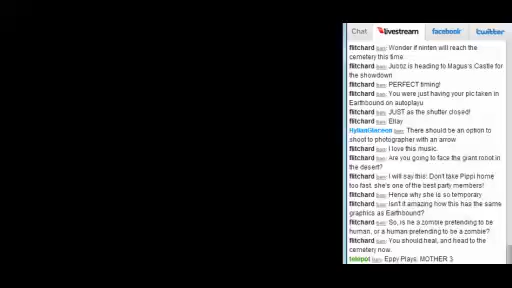 Chat livestream facebook twitter
flitchard ban: Wonder if ninten will reach the
cemetery this time
flitchard ban: Jubbz is heading to Magus's Castle for
the showdown
flitchard ban: PERFECT timing!
flitchard ban: You were just having your pic taken in
Earthbound on autoplayu
flitchard ban: JUST as the shutter closed!
flitchard ban: Ellay
HylianGlaceon ban: There should be an option to
shoot to photographer with an arrow
flitchard ban: I love this music.
flitchard ban: Are you going to face the giant robot in
the desert?
flitchard ban: I will say this: Don't take Pippi home
too fast, she's one of the best party members!
flitchard ban: Hence why she is so temporary
flitchard ban: Isn't it amazing how this has the same
graphics as Earthbound?
flitchard ban: So, is he a zombie pretending to be
human, or a human pretending to be a zombie?
flitchard ban: You should heal, and head to the
cemetery now.
telepot ban: Eppy Plays: MOTHER 3